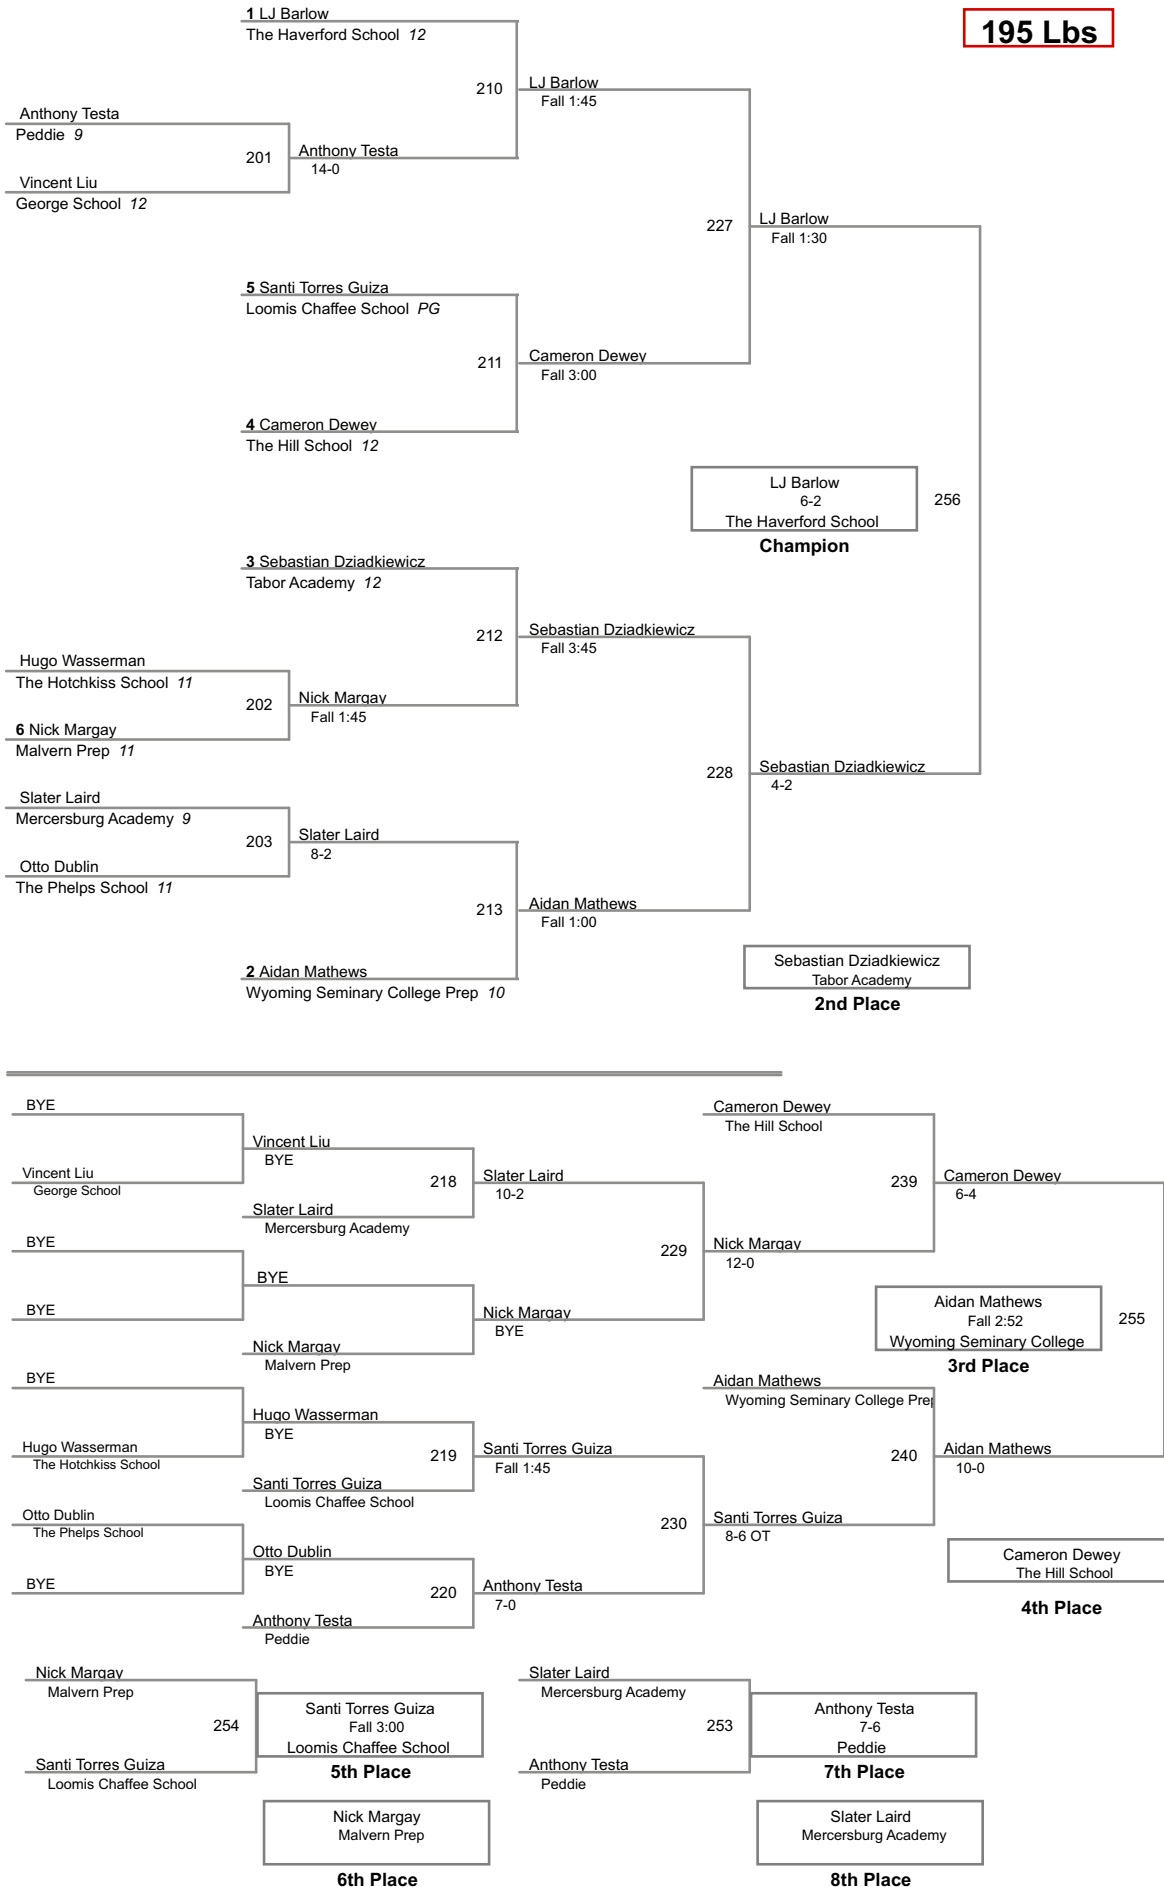 195 Lbs
1 LJ Barlow
The Haverford School 12
210
LJ Barlow
Fall 1:45
Anthony Testa
Peddie 9
201
Anthony Testa
14-0
Vincent Liu
George School 12
227
LJ Barlow
Fall 1:30
5 Santi Torres Guiza
Loomis Chaffee School PG
211
Cameron Dewey
Fall 3:00
4 Cameron Dewey
The Hill School 12
LJ Barlow
6-2
The Haverford School
Champion
256
3 Sebastian Dziadkiewicz
Tabor Academy 12
212
Sebastian Dziadkiewicz
Fall 3:45
Hugo Wasserman
The Hotchkiss School 11
202
Nick Margay
Fall 1:45
6 Nick Margay
Malvern Prep 11
228
Sebastian Dziadkiewicz
4-2
Slater Laird
Mercersburg Academy 9
203
Slater Laird
8-2
Otto Dublin
The Phelps School 11
213
Aidan Mathews
Fall 1:00
2 Aidan Mathews
Wyoming Seminary College Prep 10
Sebastian Dziadkiewicz
Tabor Academy
2nd Place
BYE
Vincent Liu
BYE
Vincent Liu
George School
218
Slater Laird
10-2
Slater Laird
Mercersburg Academy
Cameron Dewey
The Hill School
239
Cameron Dewey
6-4
BYE
BYE
BYE
229
Nick Margay
12-0
Nick Margay
BYE
Nick Margay
Malvern Prep
Aidan Mathews
Fall 2:52
Wyoming Seminary College
3rd Place
255
BYE
Hugo Wasserman
BYE
Hugo Wasserman
The Hotchkiss School
219
Santi Torres Guiza
Fall 1:45
Santi Torres Guiza
Loomis Chaffee School
Aidan Mathews
Wyoming Seminary College Prep
240
Aidan Mathews
10-0
Otto Dublin
The Phelps School
Otto Dublin
BYE
BYE
230
Santi Torres Guiza
8-6 OT
220
Anthony Testa
7-0
Anthony Testa
Peddie
Cameron Dewey
The Hill School
4th Place
Nick Margay
Malvern Prep
254
Santi Torres Guiza
Loomis Chaffee School
Santi Torres Guiza
Fall 3:00
Loomis Chaffee School
5th Place
Nick Margay
Malvern Prep
6th Place
Slater Laird
Mercersburg Academy
253
Anthony Testa
Peddie
Anthony Testa
7-6
Peddie
7th Place
Slater Laird
Mercersburg Academy
8th Place